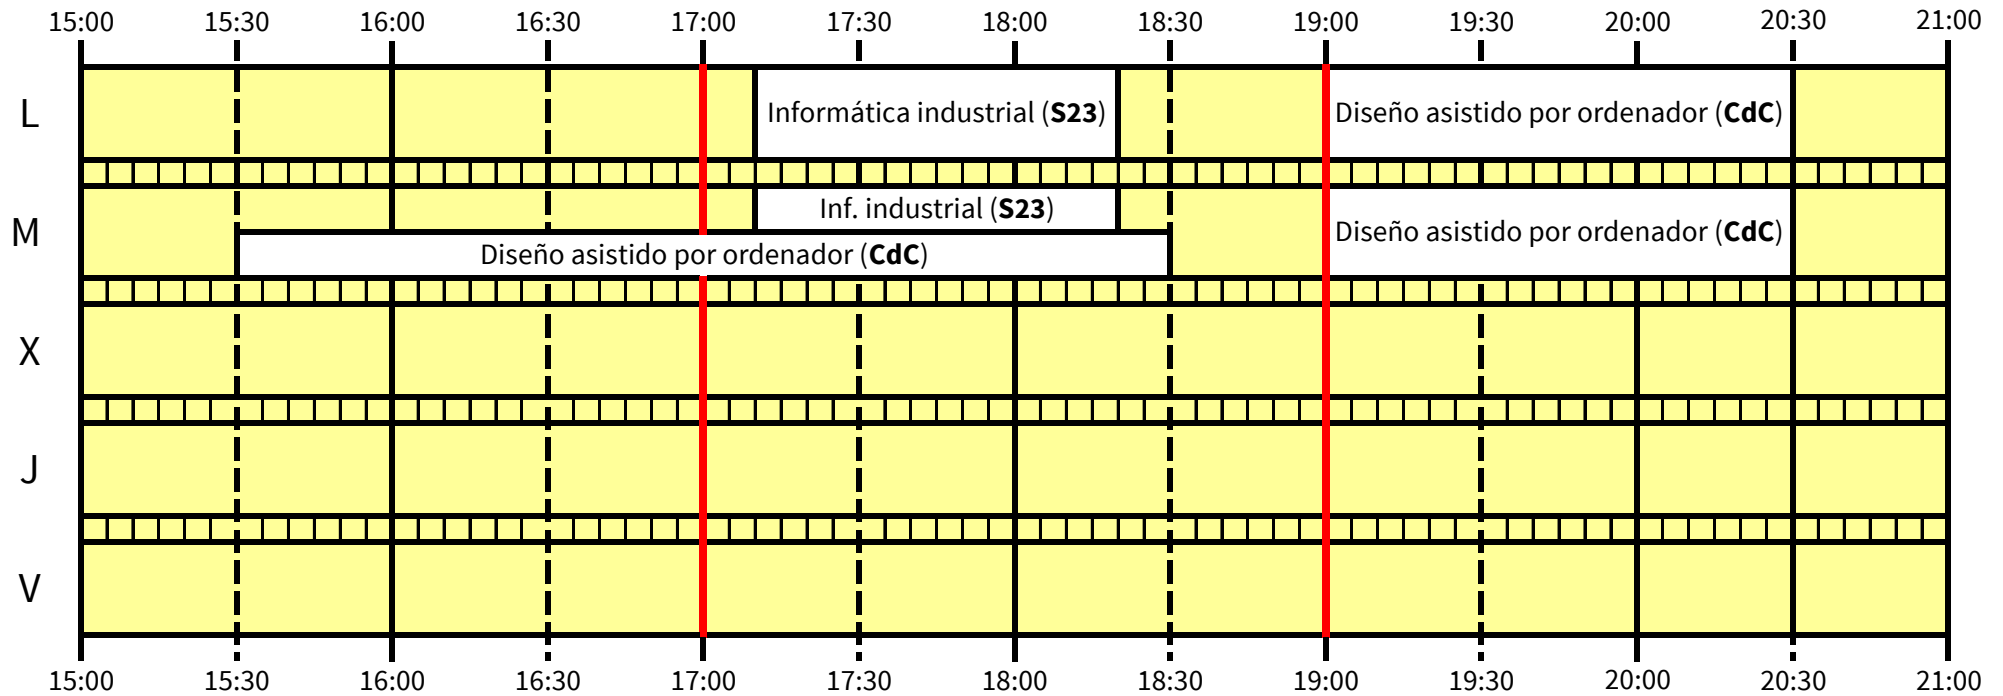 15:00 15:30 16:00 16:30 17:00 17:30 18:00 18:30 19:00 19:30 20:00 20:30 21:00
L Informática industrial (S23) Diseño asistido por ordenador (CdC)
Inf. industrial (S23)
M Diseño asistido por ordenador (CdC)
Diseño asistido por ordenador (CdC)
X
J
V
15:00 15:30 16:00 16:30 17:00 17:30 18:00 18:30 19:00 19:30 20:00 20:30 21:00